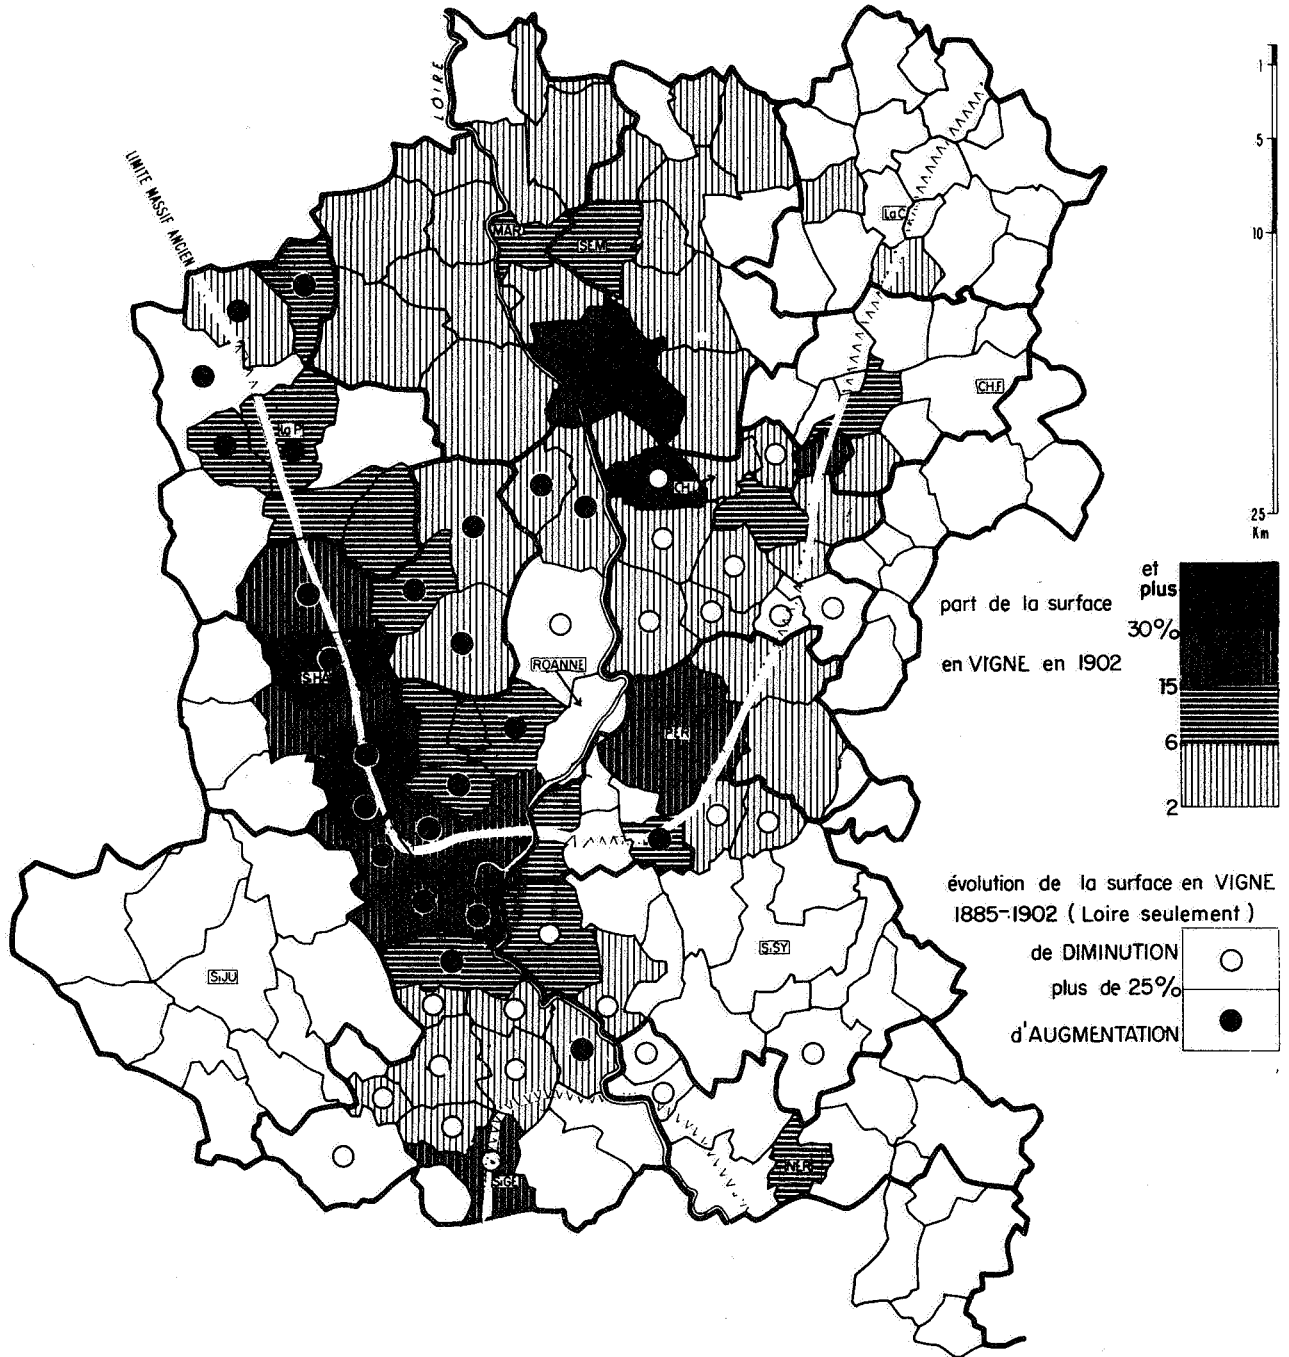 LOIRE
LIMITE MASSIF ANCIEN
1
5
10
25
Km
MAR
SEM
La C
CH.F
la P
CH.
S.HA
ROANNE
PER
S.JU
S.SY
S.GE
NER
et
plus
30%
15
6
2
part de la surface
en VIGNE en 1902
évolution de la surface en VIGNE
1885-1902 ( Loire seulement )
de DIMINUTION
plus de 25%
d'AUGMENTATION